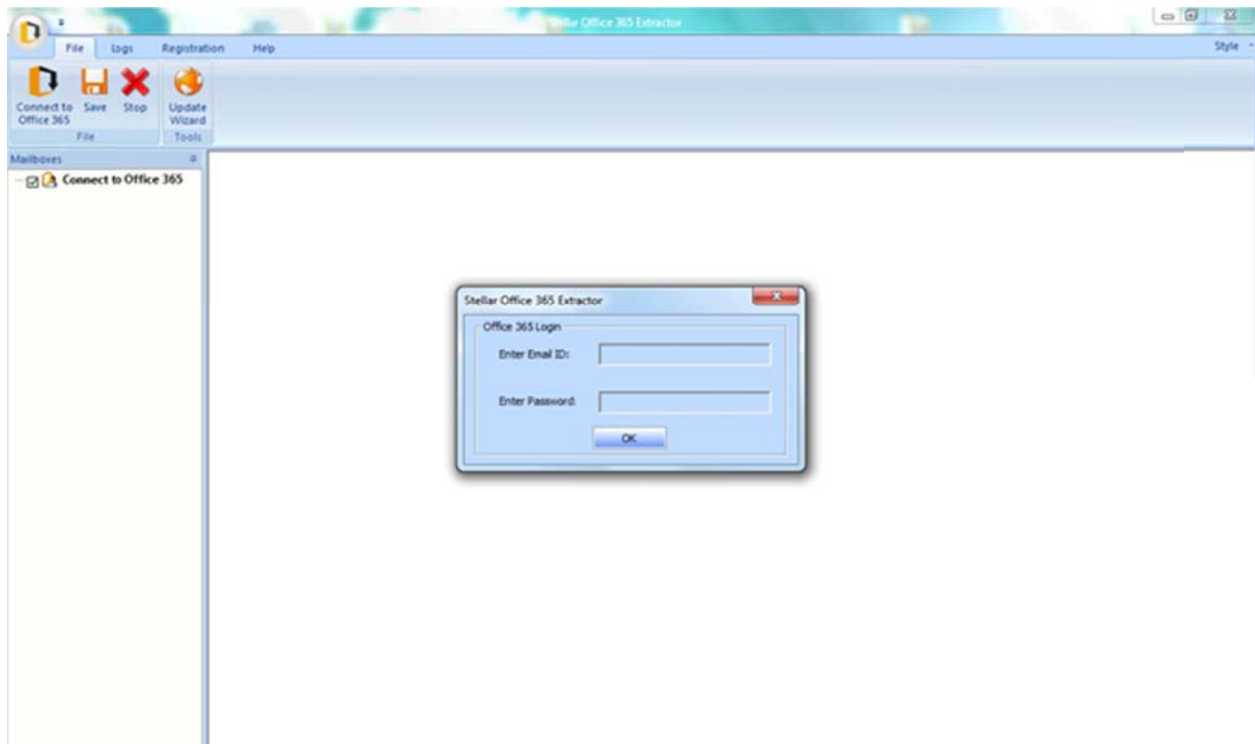 Stellar Office 365 Extractor
File Logs Registration Help Style
Connect to Office 365 Save Stop Update Wizard
File Tools
Mailboxes
Connect to Office 365
Stellar Office 365 Extractor
Office 365 Login
Enter Email ID:
Enter Password:
OK